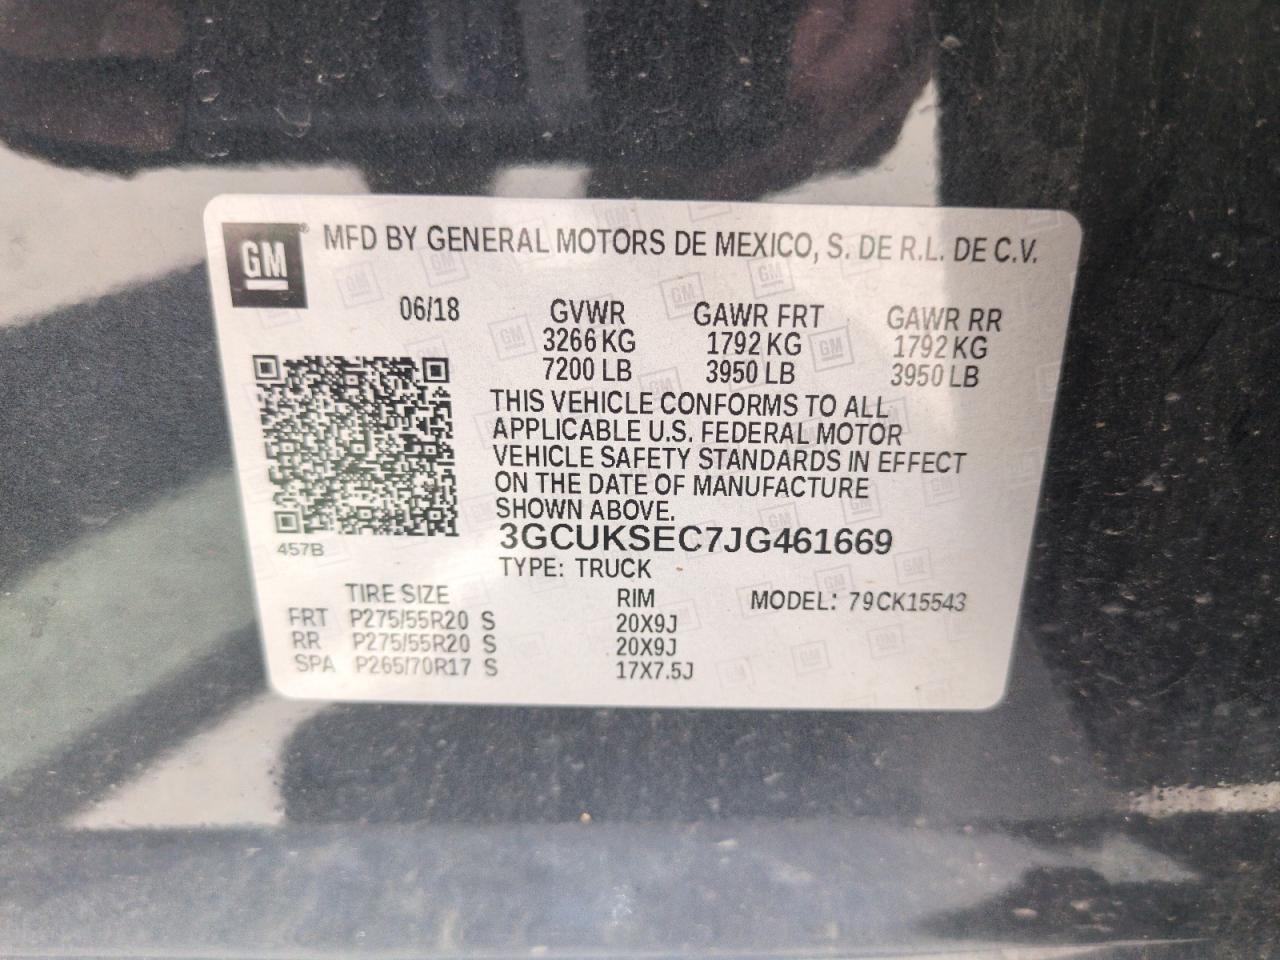 GM® MFD BY GENERAL MOTORS DE MEXICO, S. DE R.L. DE C.V.
06/18 GVWR GAWR FRT GAWR RR
3266 KG 1792 KG 1792 KG
7200 LB 3950 LB 3950 LB
THIS VEHICLE CONFORMS TO ALL
APPLICABLE U.S. FEDERAL MOTOR
VEHICLE SAFETY STANDARDS IN EFFECT
ON THE DATE OF MANUFACTURE
SHOWN ABOVE.
457B
3GCUKSEC7JG461669
TYPE: TRUCK
TIRE SIZE RIM MODEL: 79CK15543
FRT P275/55R20 S 20X9J
RR P275/55R20 S 20X9J
SPA P265/70R17 S 17X7.5J